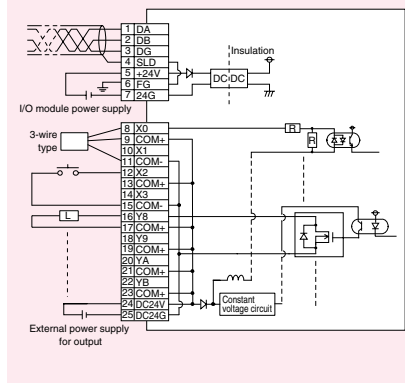 1 DA
2 DB
3 DG
4 SLD
5 +24V
6 FG
7 24G
Insulation
DC DC
I/O module power supply
3-wire
type
8 X0
9 COM+
10 X1
11 COM-
12 X2
13 COM+
14 X3
15 COM-
16 Y8
17 COM+
18 Y9
19 COM+
20 YA
21 COM+
22 YB
23 COM+
24 DC24V
25 DC24G
R
R
L
Constant
voltage circuit
External power supply
for output